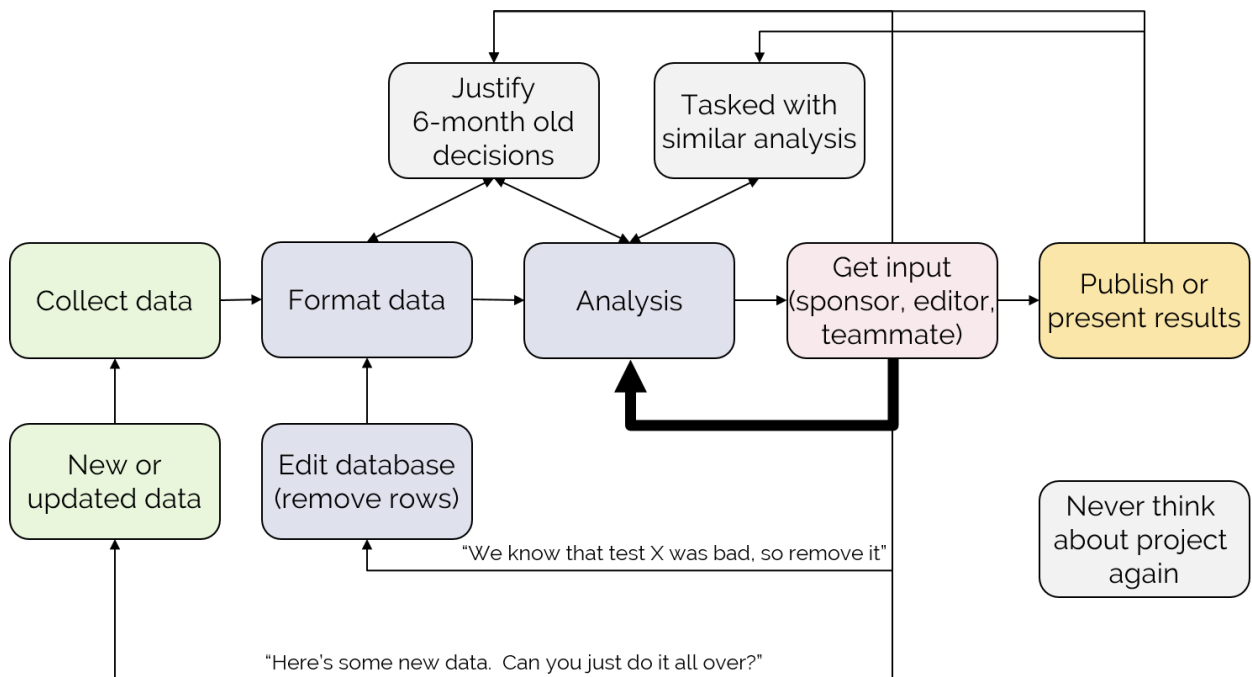 Justify
6-month old
decisions
Tasked with
similar analysis
Collect data
Format data
Analysis
Get input
(sponsor, editor,
teammate)
Publish or
present results
New or
updated data
Edit database
(remove rows)
Never think
about project
again
“We know that test X was bad, so remove it”
“Here’s some new data.  Can you just do it all over?”